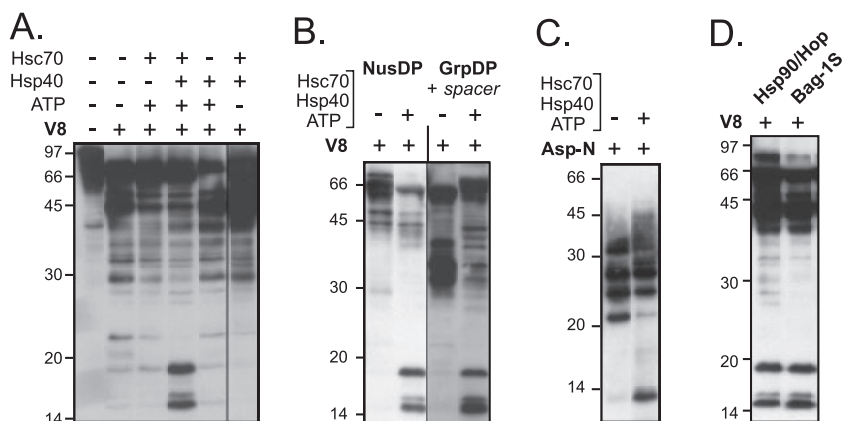 A.
Hsc70 - - + + - +
Hsp40 - - - + + +
ATP - - + + + -
V8 - + + + + +
97
66
45
30
20
14
B.
NusDP GrpDP
+ spacer
Hsc70
Hsp40
ATP
- + - +
V8 + + + +
66
45
30
20
14
C.
Hsc70
Hsp40
ATP
- +
Asp-N + +
66
45
30
20
14
D.
Hsp90/Hop
Bag-1S
V8 + +
97
66
45
30
20
14